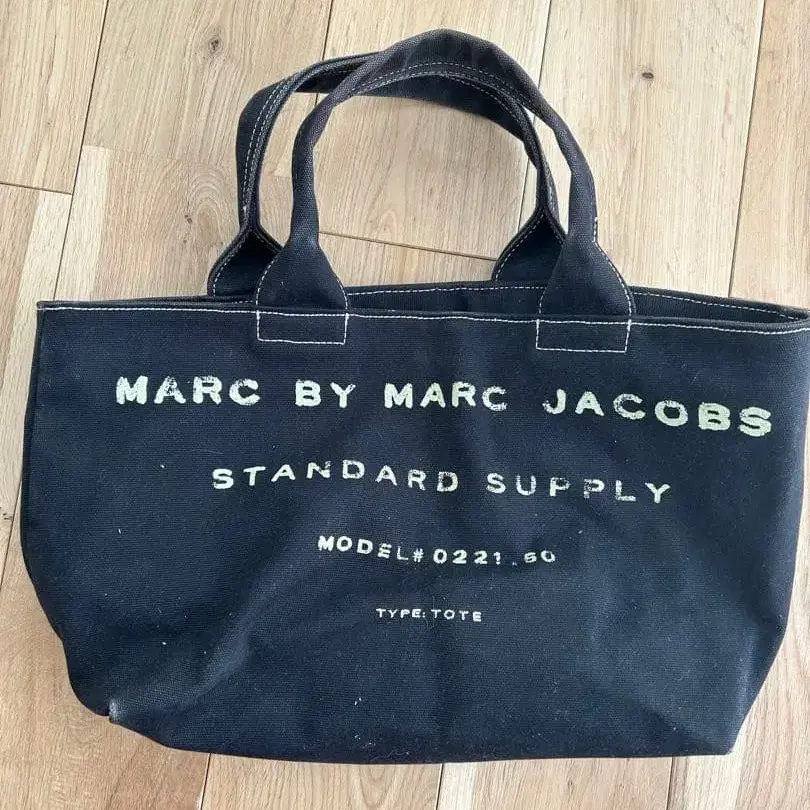 MARC BY MARC JACOBS
STANDARD SUPPLY
MODEL# 0221.60
TYPE: TOTE